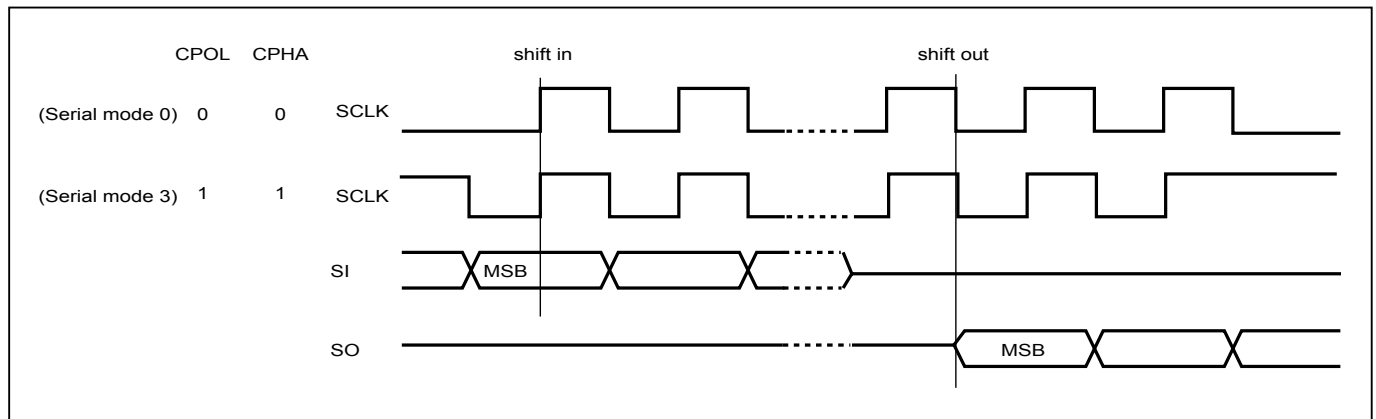 CPOL CPHA shift in shift out
(Serial mode 0) 0 0 SCLK
(Serial mode 3) 1 1 SCLK
SI MSB
SO MSB